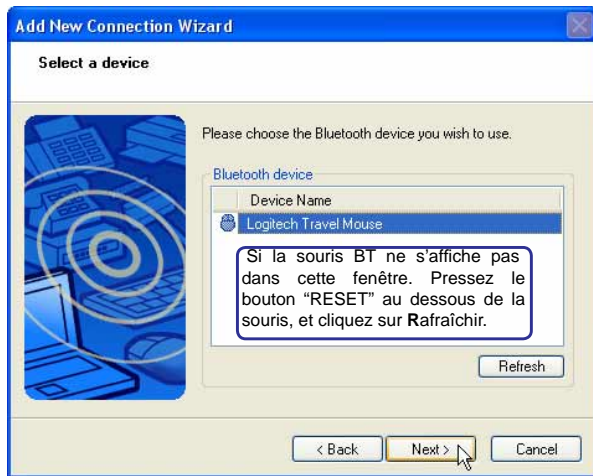 Add New Connection Wizard
Select a device
Please choose the Bluetooth device you wish to use.
Bluetooth device
Device Name
Logitech Travel Mouse
Si la souris BT ne s’affiche pas
dans cette fenêtre. Pressez le
bouton “RESET” au dessous de la
souris, et cliquez sur Rafraîchir.
Refresh
< Back Next > Cancel